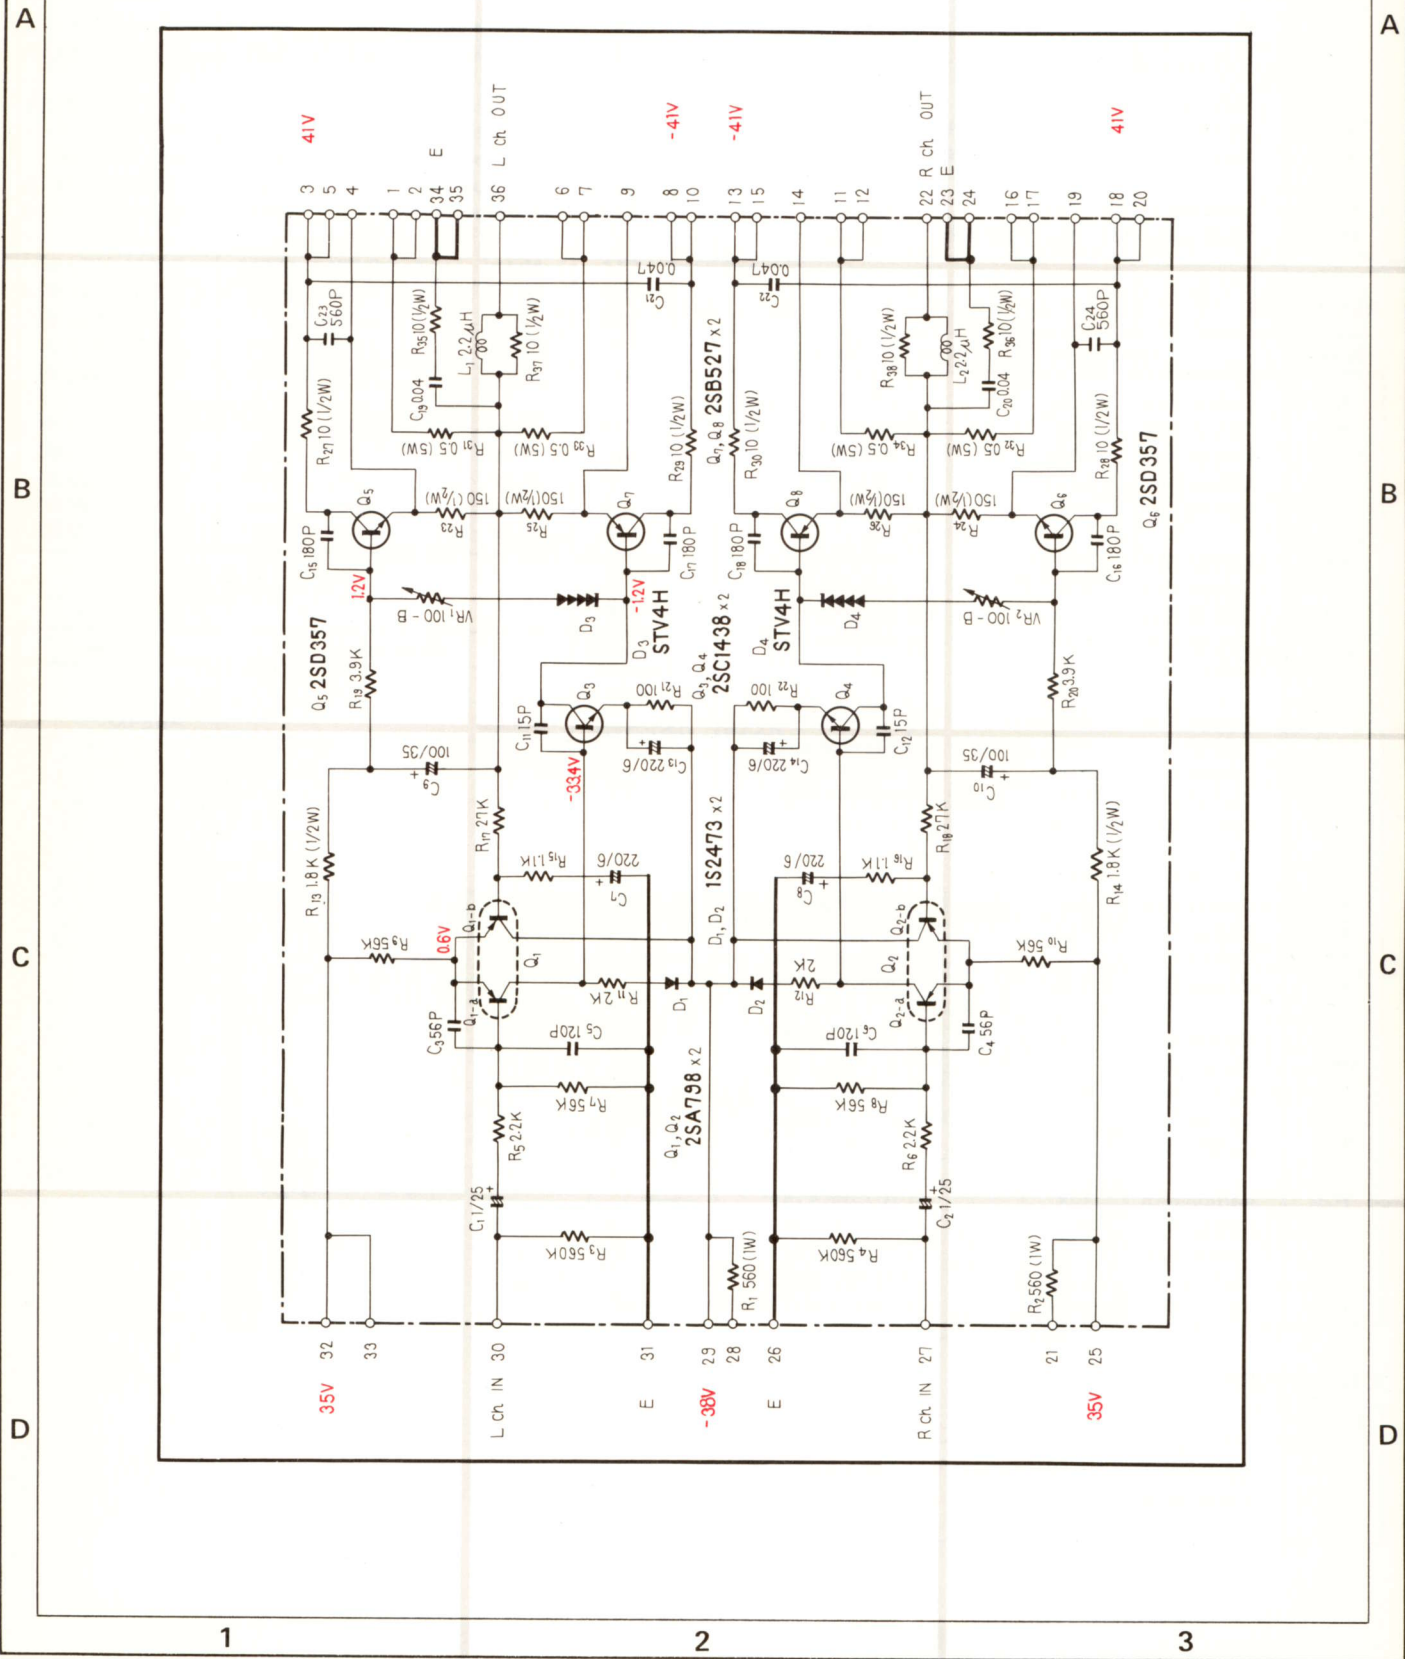 A
A
41V
E
L ch OUT
-41V
-41V
R ch OUT
E
41V
3
5
4
1
2
34
35
36
6
7
9
8
10
13
15
14
11
12
22
23
24
16
17
19
18
20
C23 560P
R35 10 (1/2W)
L1 2.2μH
R37 10 (1/2W)
C21 0.047
C22 0.047
R38 10 (1/2W)
L2 2.2μH
R36 10 (1/2W)
C24 560P
R27 10 (1/2W)
C19 0.04
R31 0.5 (5W)
R33 0.5 (5W)
R29 10 (1/2W)
Q7, Q8 2SB527 x 2
R30 10 (1/2W)
R34 0.5 (5W)
R32 0.5 (5W)
C20 0.04
R28 10 (1/2W)
B
B
Q5
R23 150 (1/2W)
R25 150 (1/2W)
Q7
Q8
R26 150 (1/2W)
R24 150 (1/2W)
Q6
Q6 2SD357
C15 180P
C17 180P
C18 180P
C16 180P
1.2V
VR1 100-B
D3
-1.2V
D3 STV4H
D4 STV4H
D4
VR2 100-B
Q5 2SD357
R19 3.9K
Q3
R21 100
Q3, Q4 2SC1438 x 2
R22 100
Q4
R20 3.9K
C11 15P
C12 15P
C9 100/35
+
-33.4V
C13 220/6
+
C14 220/6
+
C10 100/35
+
R13 1.8K (1/2W)
R17 27K
R15 1.1K
C7 220/6
+
D1, D2 1S2473 x 2
C8 220/6
+
R16 1.1K
R18 27K
R14 1.8K (1/2W)
C
C
R9 56K
0.6V
Q1-b
Q1
Q1-a
Q2-b
Q2
Q2-a
R10 56K
R11 2K
D1
D2
R12 2K
C3 56P
C5 120P
C6 120P
C4 56P
R7 56K
R8 56K
R5 2.2K
Q1, Q2 2SA798 x 2
R6 2.2K
C1 1/25
+
C2 1/25
+
R3 560K
R1 560 (1W)
R4 560K
R2 560 (1W)
32
33
30
31
29
28
26
27
21
25
35V
L ch IN
E
-38V
E
R ch IN
35V
D
D
1
2
3